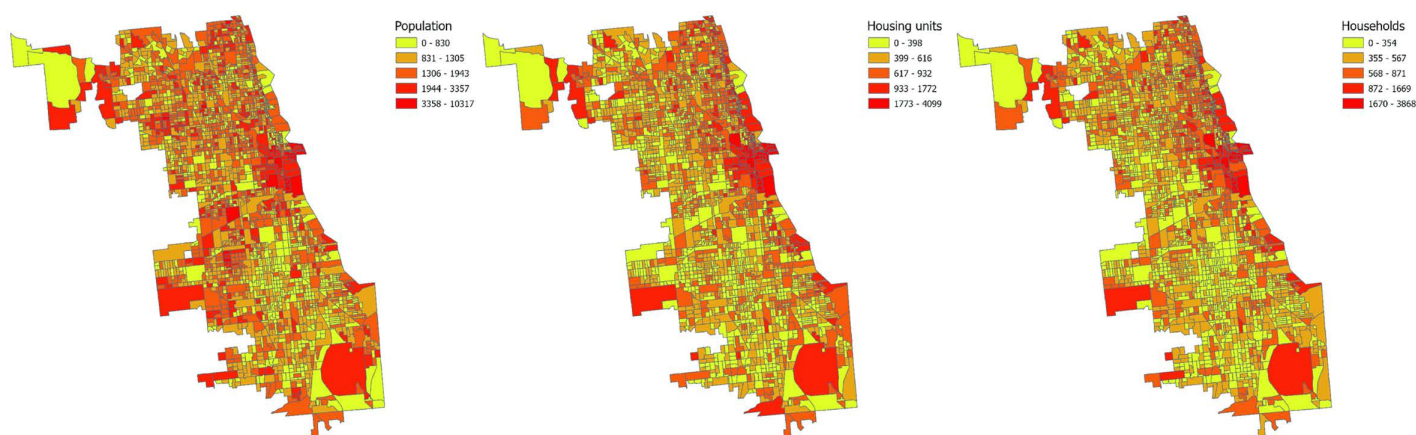 Population
0 - 830
831 - 1305
1306 - 1943
1944 - 3357
3358 - 10317
Housing units
0 - 398
399 - 616
617 - 932
933 - 1772
1773 - 4099
Households
0 - 354
355 - 567
568 - 871
872 - 1669
1670 - 3868